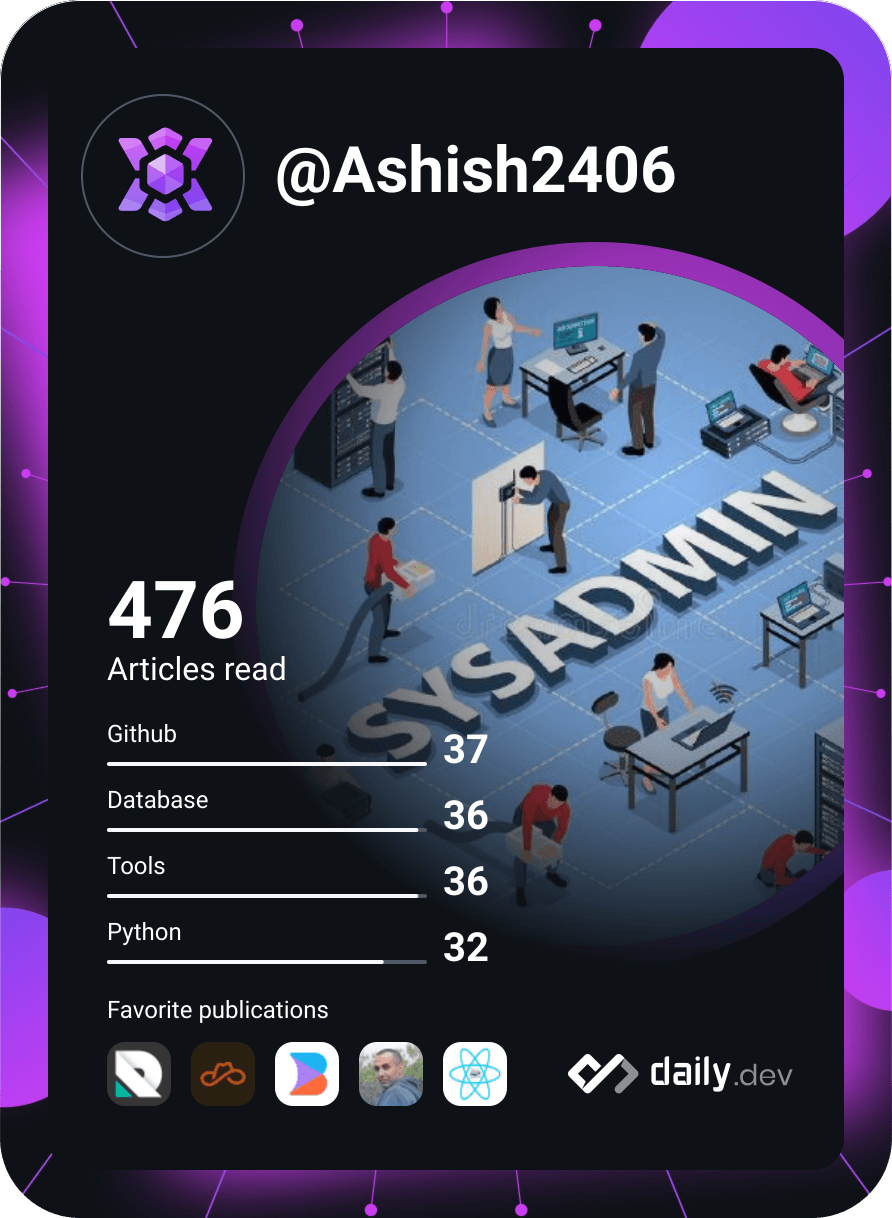 @Ashish2406
SYSADMIN
476
Articles read
Github
37
Database
36
Tools
36
Python
32
Favorite publications
daily.dev